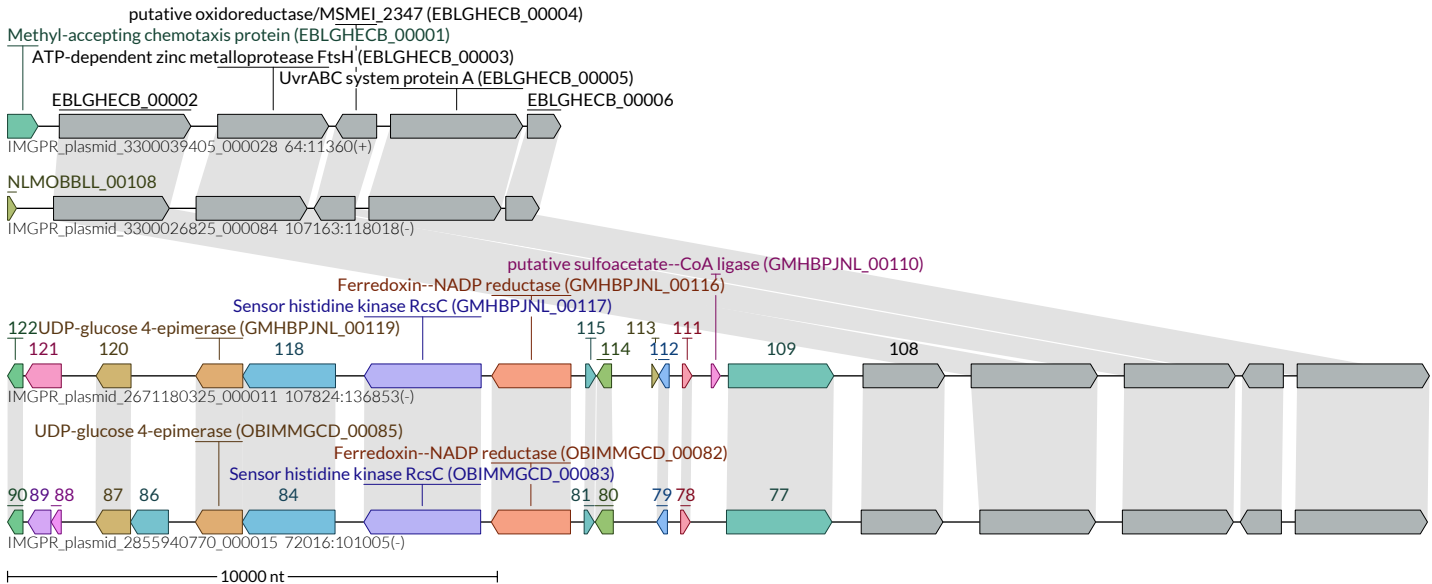 putative oxidoreductase/MSMEI_2347 (EBLGHECB_00004)
Methyl-accepting chemotaxis protein (EBLGHECB_00001)
ATP-dependent zinc metalloprotease FtsH (EBLGHECB_00003)
UvrABC system protein A (EBLGHECB_00005)
EBLGHECB_00002 EBLGHECB_00006
IMGPR_plasmid_3300039405_000028 64:11360(+)
NLMOBBLL_00108
IMGPR_plasmid_3300026825_000084 107163:118018(-)
putative sulfoacetate--CoA ligase (GMHBPJNL_00110)
Ferredoxin--NADP reductase (GMHBPJNL_00116)
Sensor histidine kinase RcsC (GMHBPJNL_00117)
122 UDP-glucose 4-epimerase (GMHBPJNL_00119) 115 113 111
121 120 118 114 112 109 108
IMGPR_plasmid_2671180325_000011 107824:136853(-)
UDP-glucose 4-epimerase (OBIMMGCD_00085)
Ferredoxin--NADP reductase (OBIMMGCD_00082)
Sensor histidine kinase RcsC (OBIMMGCD_00083)
90 89 88 87 86 84 81 80 79 78 77
IMGPR_plasmid_2855940770_000015 72016:101005(-)
10000 nt